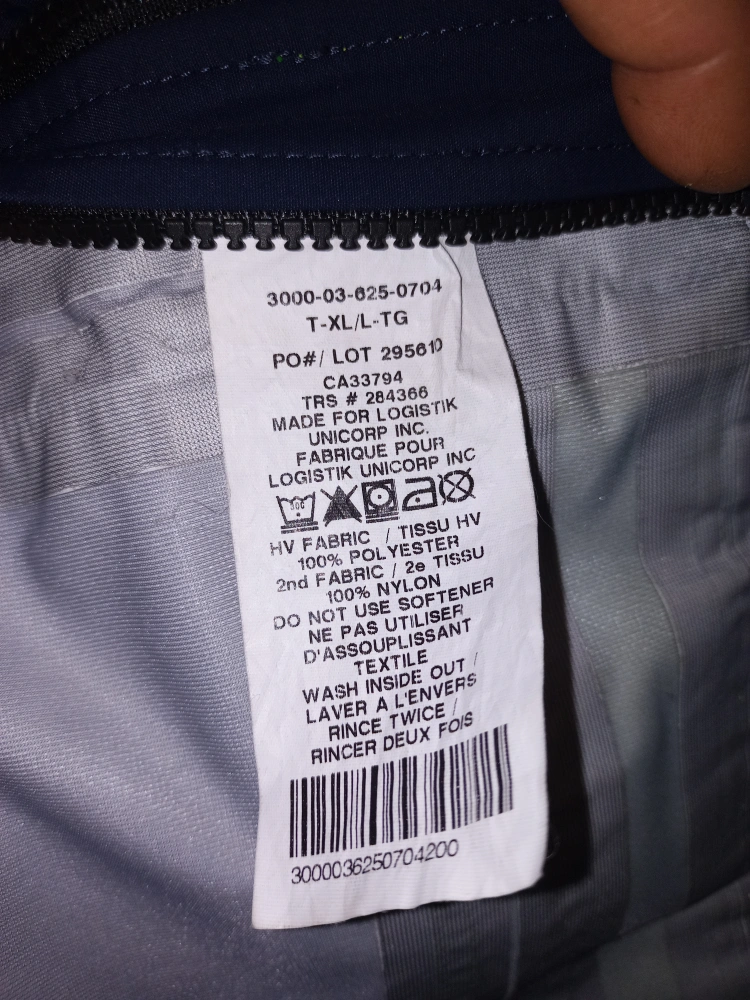 3000-03-625-0704
T-XL/L-TG
PO#/ LOT 295610
CA33794
TRS # 284366
MADE FOR LOGISTIK
UNICORP INC.
FABRIQUE POUR
LOGISTIK UNICORP INC
30C
HV FABRIC / TISSU HV
100% POLYESTER
2nd FABRIC / 2e TISSU
100% NYLON
DO NOT USE SOFTENER
NE PAS UTILISER
D'ASSOUPLISSANT
TEXTILE
WASH INSIDE OUT /
LAVER A L'ENVERS
RINCE TWICE /
RINCER DEUX FOIS
3000036250704200